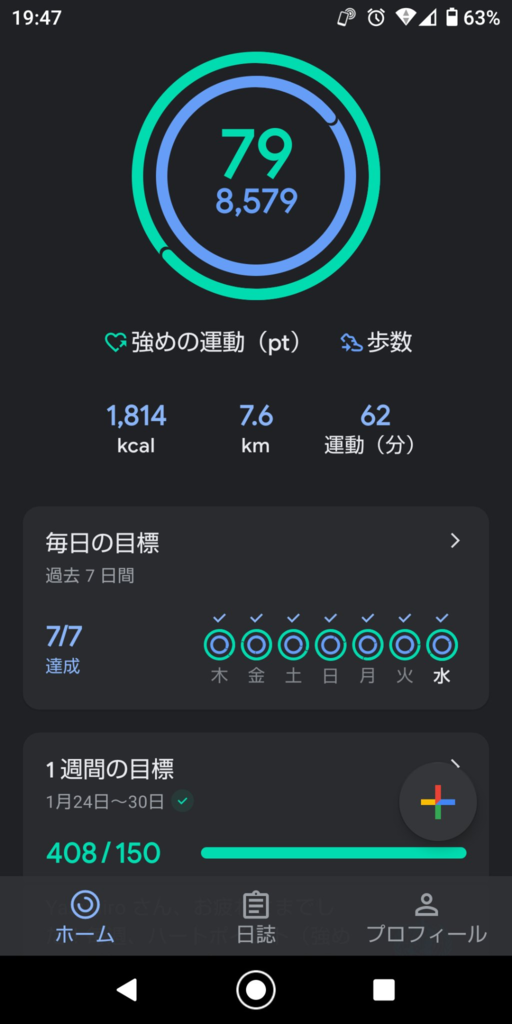 19:47
63%
79
8,579
強めの運動（pt）
歩数
1,814
7.6
62
kcal
km
運動（分）
毎日の目標
過去 7 日間
7/7
達成
木 金 土 日 月 火 水
1 週間の目標
1月24日～30日
408 / 150
ホーム
日誌
プロフィール